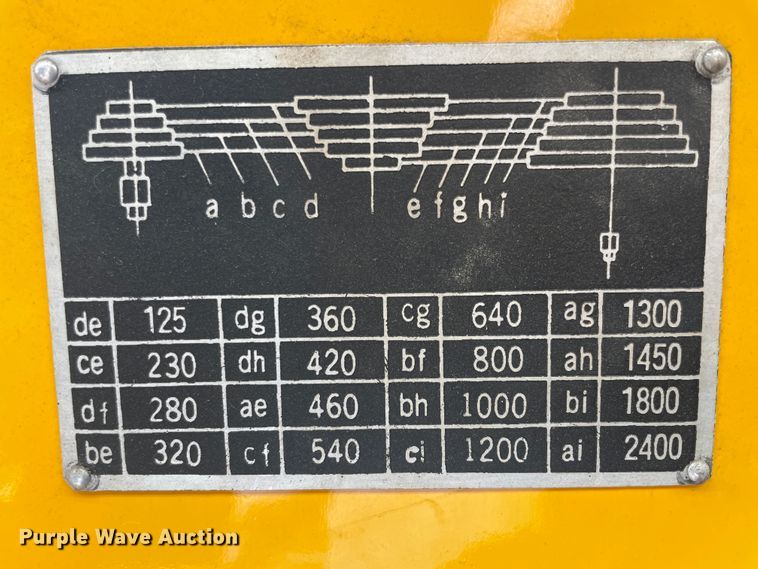 a b c d e f g h i
de 125 dg 360 cg 640 ag 1300
ce 230 dh 420 bf 800 ah 1450
df 280 ae 460 bh 1000 bi 1800
be 320 cf 540 ci 1200 ai 2400
Purple Wave Auction